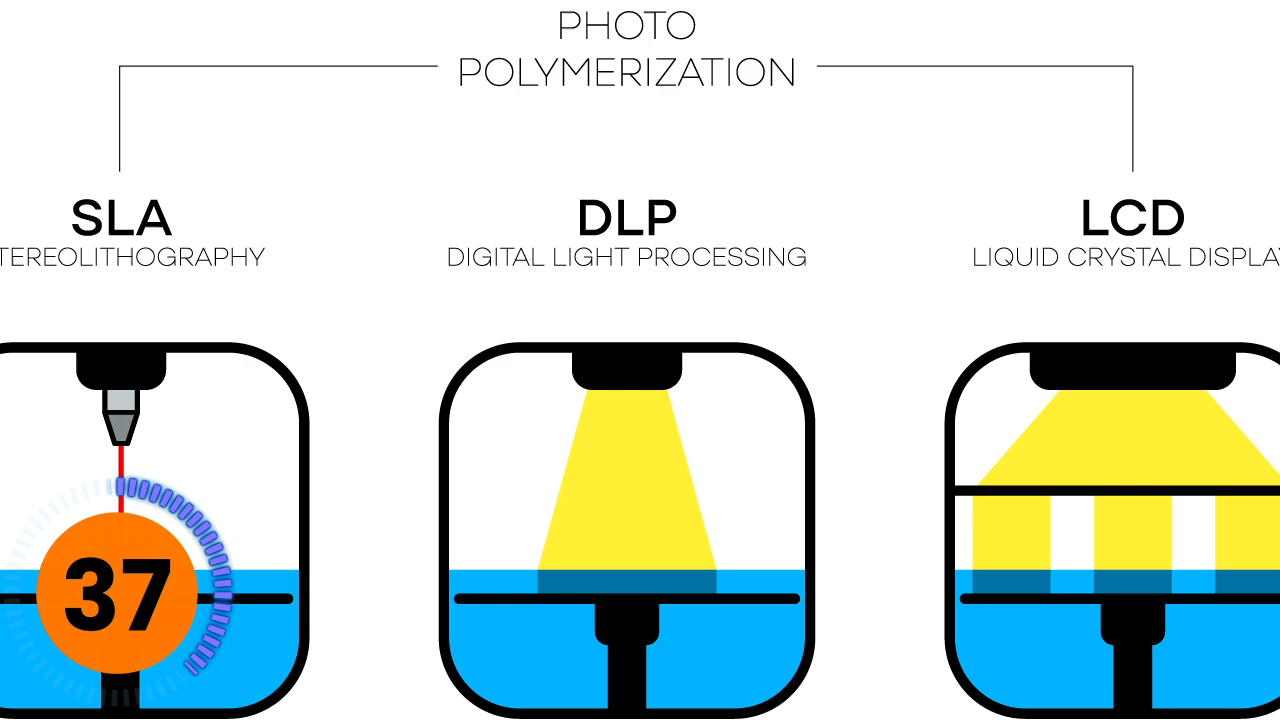 PHOTO
POLYMERIZATION
SLA
TEREOLITHOGRAPHY
DLP
DIGITAL LIGHT PROCESSING
LCD
LIQUID CRYSTAL DISPLA
37